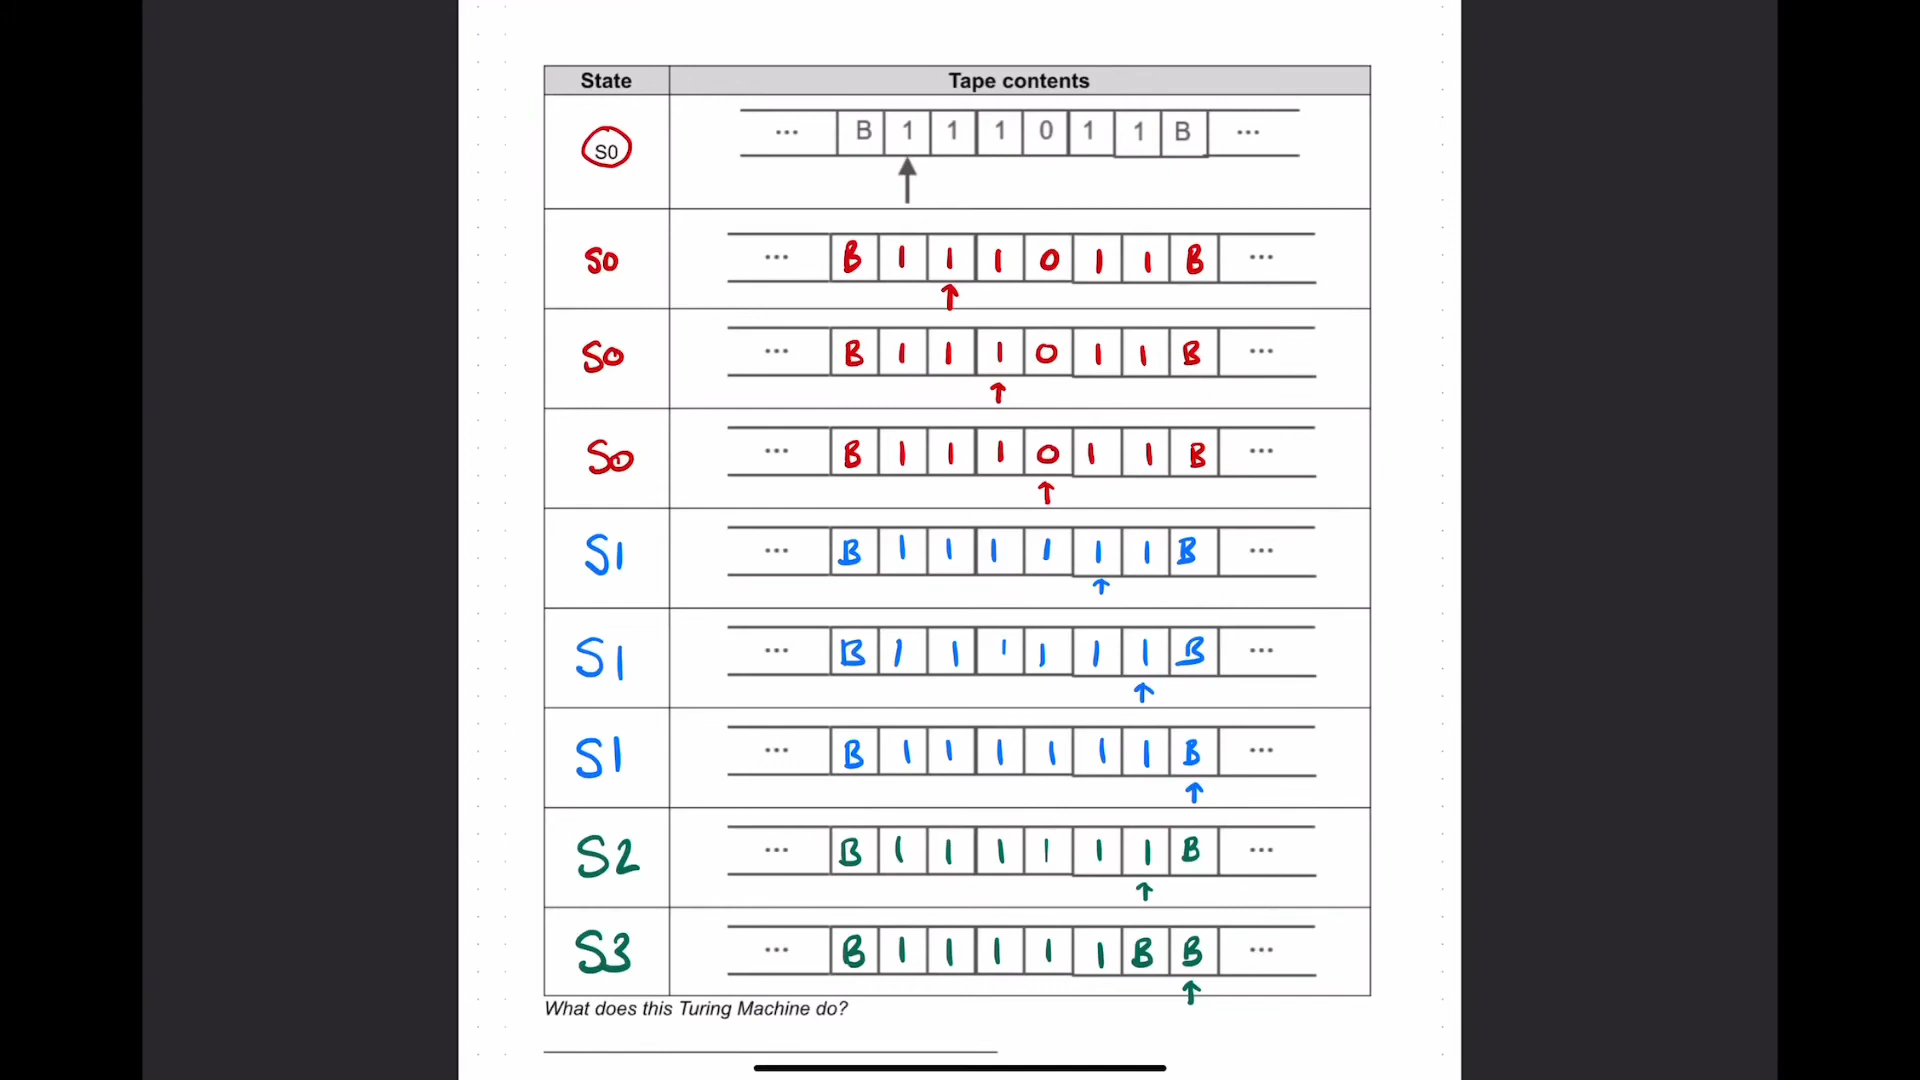 State Tape contents
S0 ... B 1 1 1 0 1 1 B ...
S0 ... B 1 1 1 0 1 1 B ...
S0 ... B 1 1 1 0 1 1 B ...
S0 ... B 1 1 1 0 1 1 B ...
S1 ... B 1 1 1 1 1 1 B ...
S1 ... B 1 1 1 1 1 1 B ...
S1 ... B 1 1 1 1 1 1 B ...
S2 ... B 1 1 1 1 1 1 B ...
S3 ... B 1 1 1 1 1 B B ...
What does this Turing Machine do?